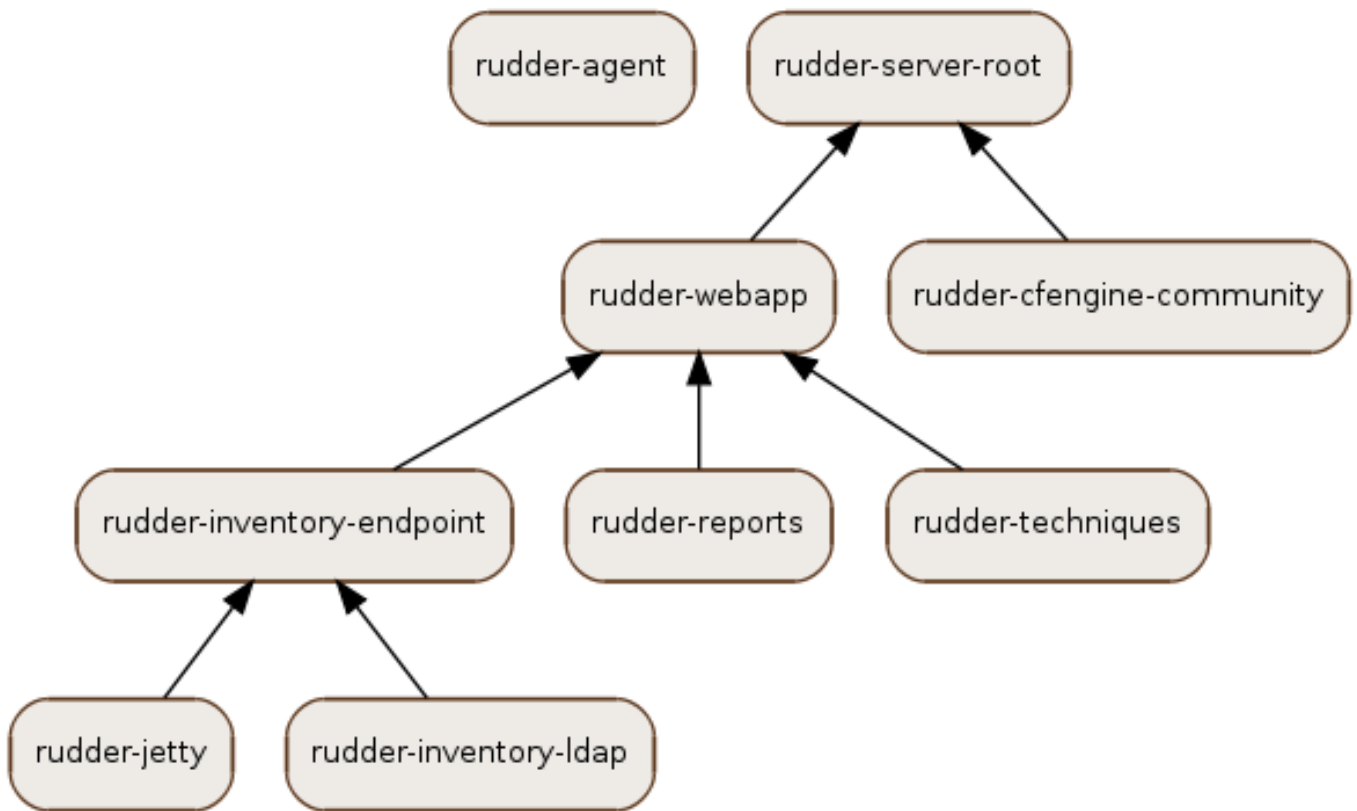 rudder-agent
rudder-server-root
rudder-webapp
rudder-cfengine-community
rudder-inventory-endpoint
rudder-reports
rudder-techniques
rudder-jetty
rudder-inventory-ldap